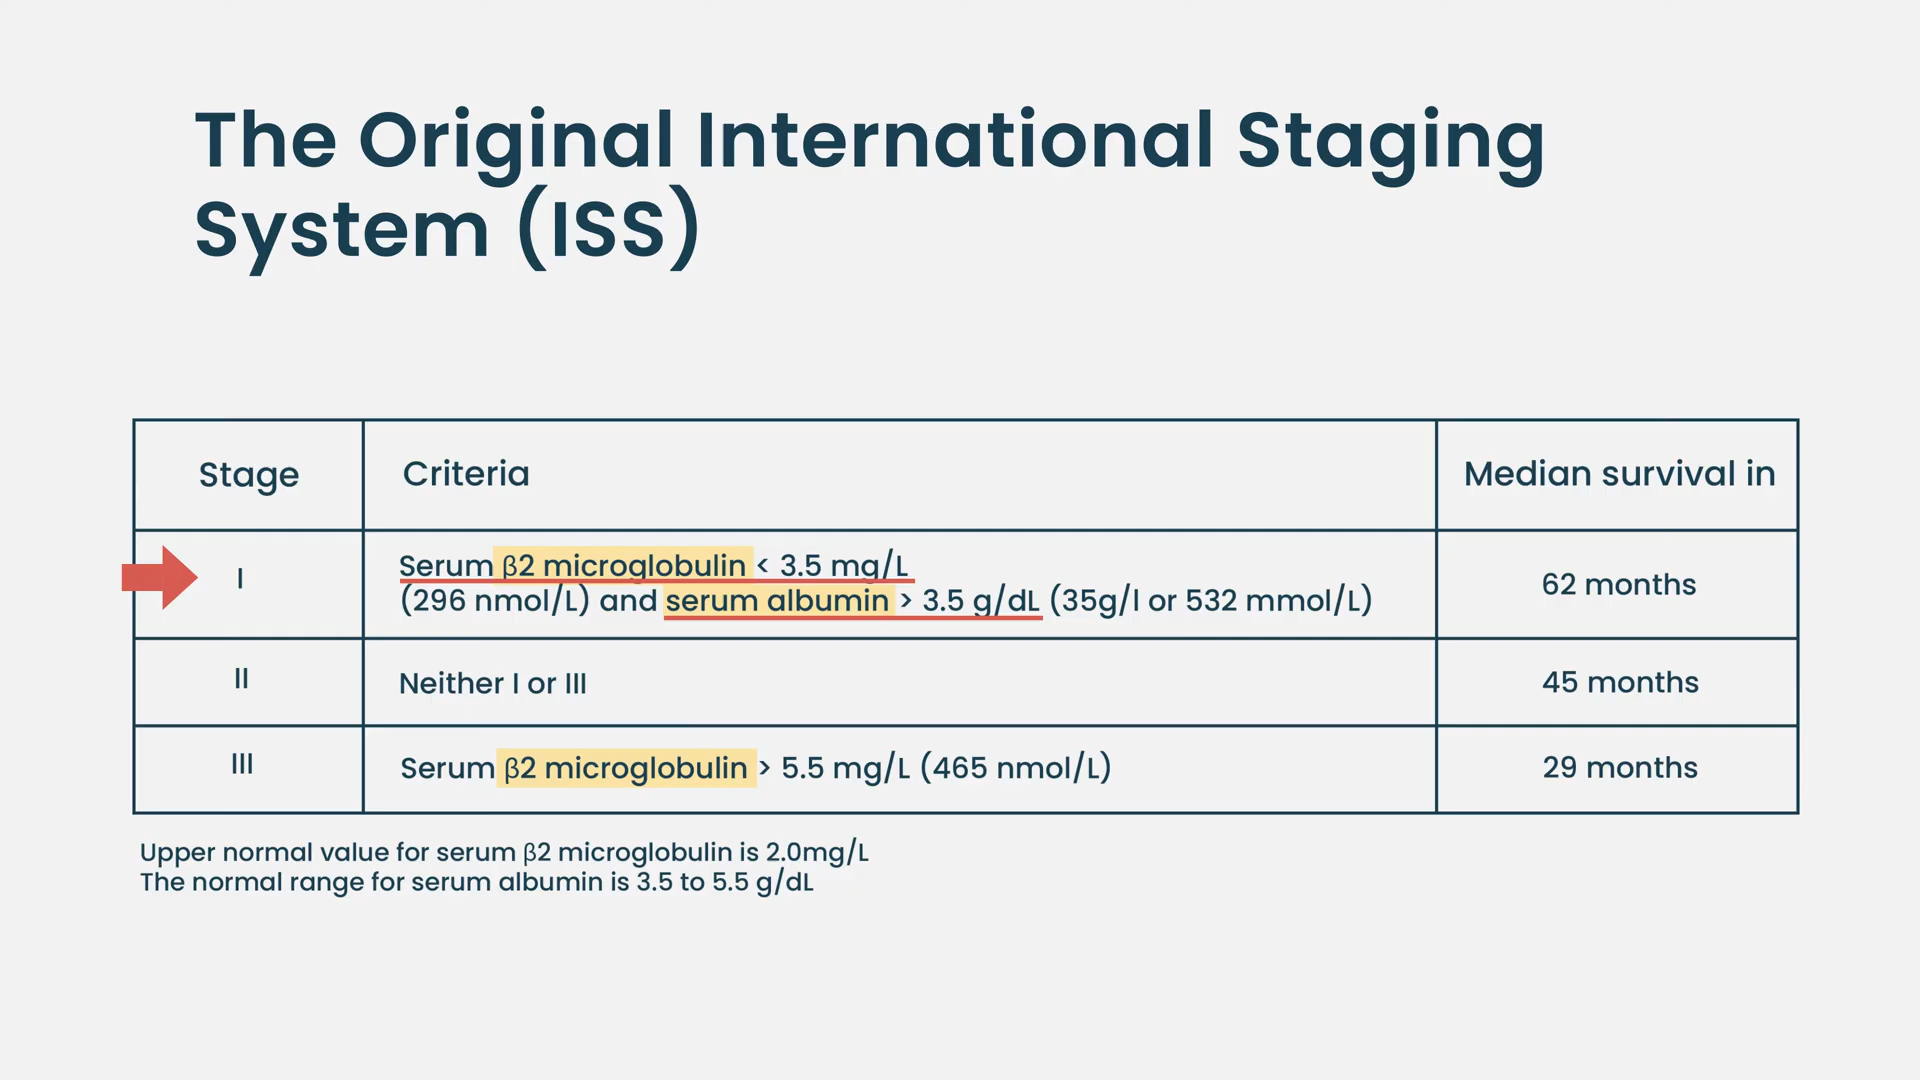 The Original International Staging
System (ISS)
Stage
Criteria
Median survival in
I
Serum β2 microglobulin < 3.5 mg/L
(296 nmol/L) and serum albumin > 3.5 g/dL (35g/l or 532 mmol/L)
62 months
II
Neither I or III
45 months
III
Serum β2 microglobulin > 5.5 mg/L (465 nmol/L)
29 months
Upper normal value for serum β2 microglobulin is 2.0mg/L
The normal range for serum albumin is 3.5 to 5.5 g/dL